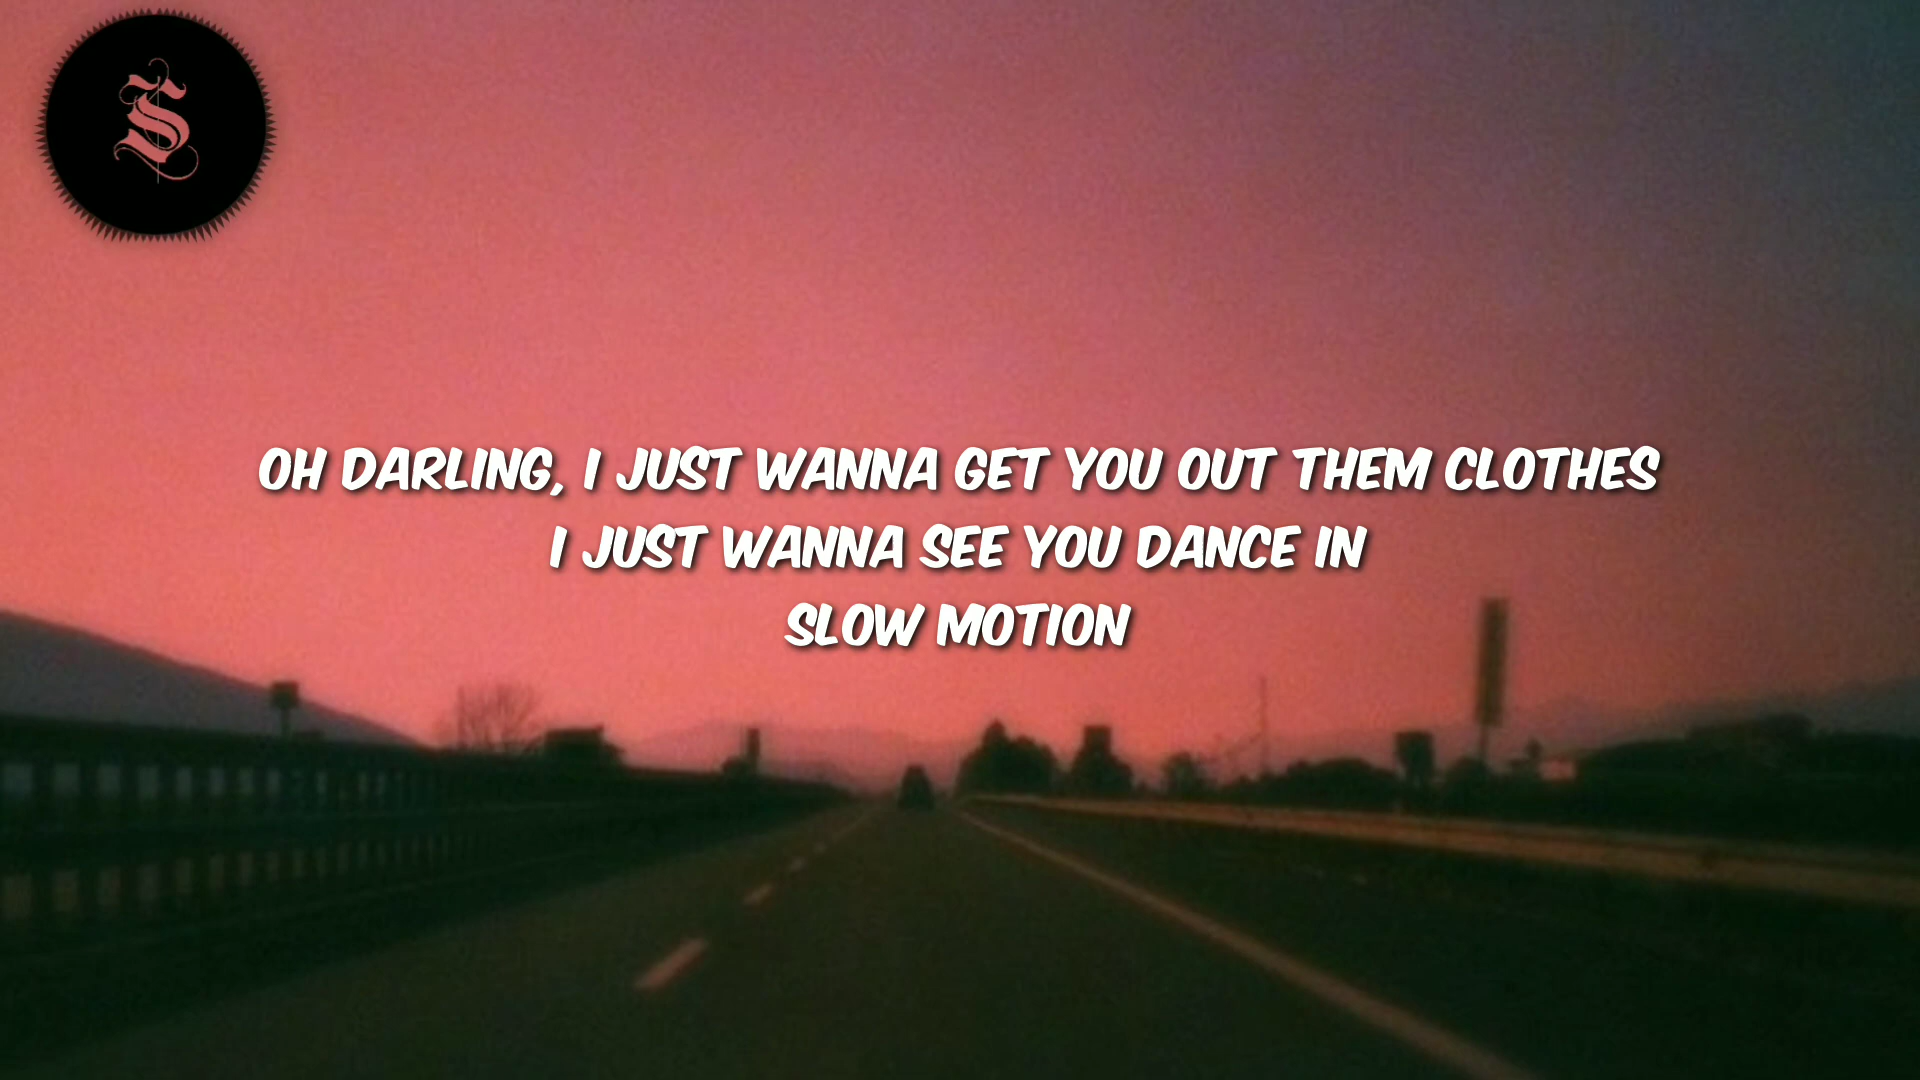 S
OH DARLING, I JUST WANNA GET YOU OUT THEM CLOTHES
I JUST WANNA SEE YOU DANCE IN
SLOW MOTION